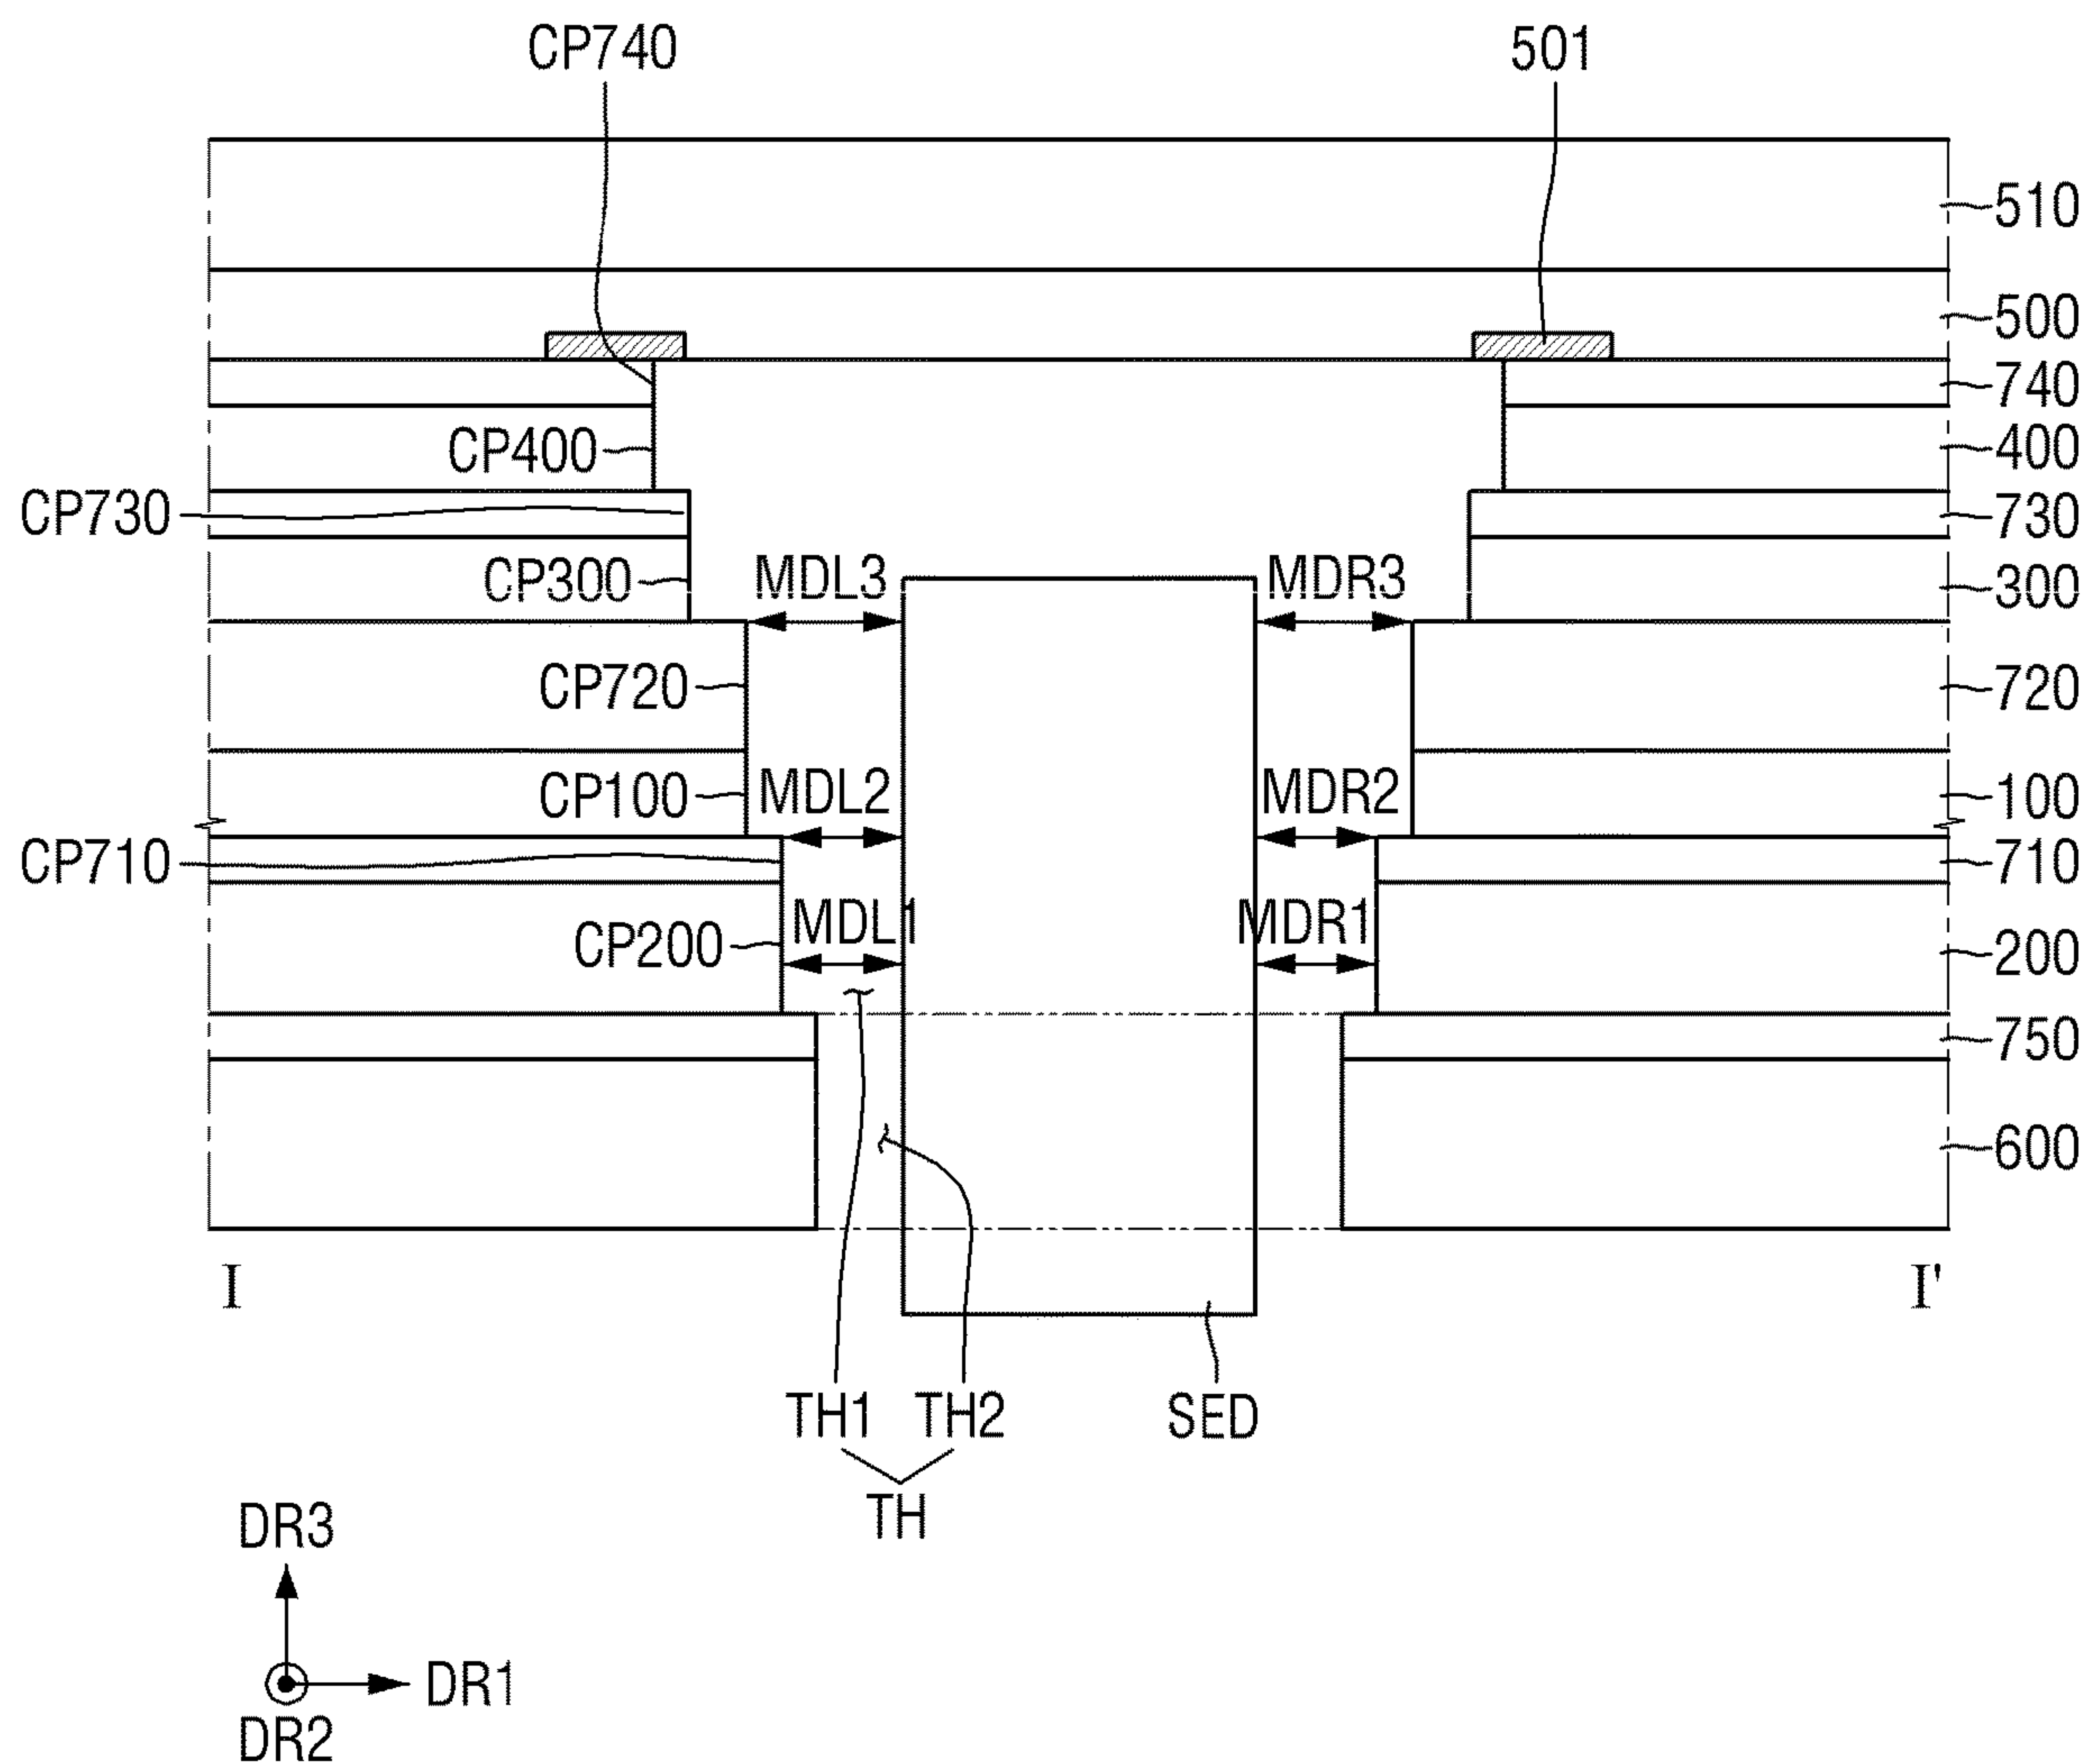 CP740
501
510
500
740
CP400
400
CP730
730
CP300
MDL3
MDR3
300
CP720
720
CP100
MDL2
MDR2
100
CP710
710
MDL1
MDR1
CP200
200
750
600
I
I'
TH1
TH2
SED
TH
DR3
DR1
DR2